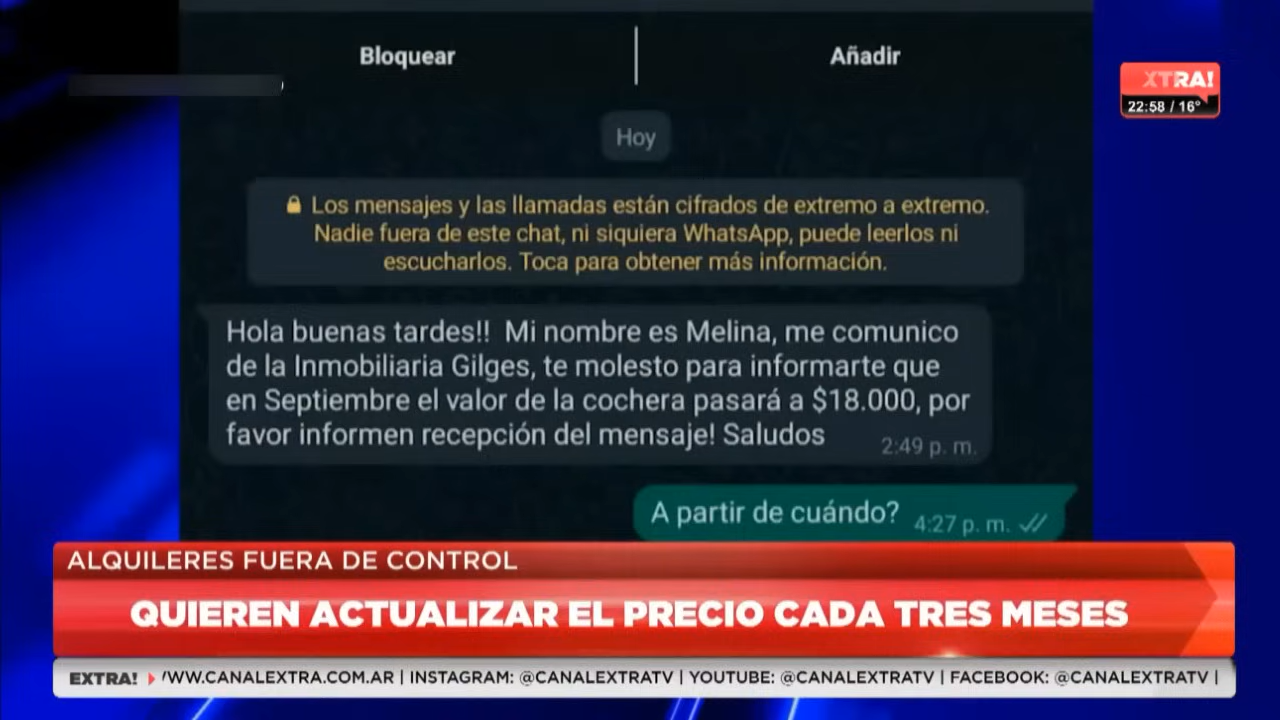 Bloquear
Añadir
XTRA!
22:58 / 16°
Hoy
Los mensajes y las llamadas están cifrados de extremo a extremo.
Nadie fuera de este chat, ni siquiera WhatsApp, puede leerlos ni
escucharlos. Toca para obtener más información.
Hola buenas tardes!! Mi nombre es Melina, me comunico
de la Inmobiliaria Gilges, te molesto para informarte que
en Septiembre el valor de la cochera pasará a $18.000, por
favor informen recepción del mensaje! Saludos
2:49 p. m.
A partir de cuándo?
4:27 p. m.
ALQUILERES FUERA DE CONTROL
QUIEREN ACTUALIZAR EL PRECIO CADA TRES MESES
EXTRA! WW.CANALEXTRA.COM.AR | INSTAGRAM: @CANALEXTRATV | YOUTUBE: @CANALEXTRATV | FACEBOOK: @CANALEXTRATV |